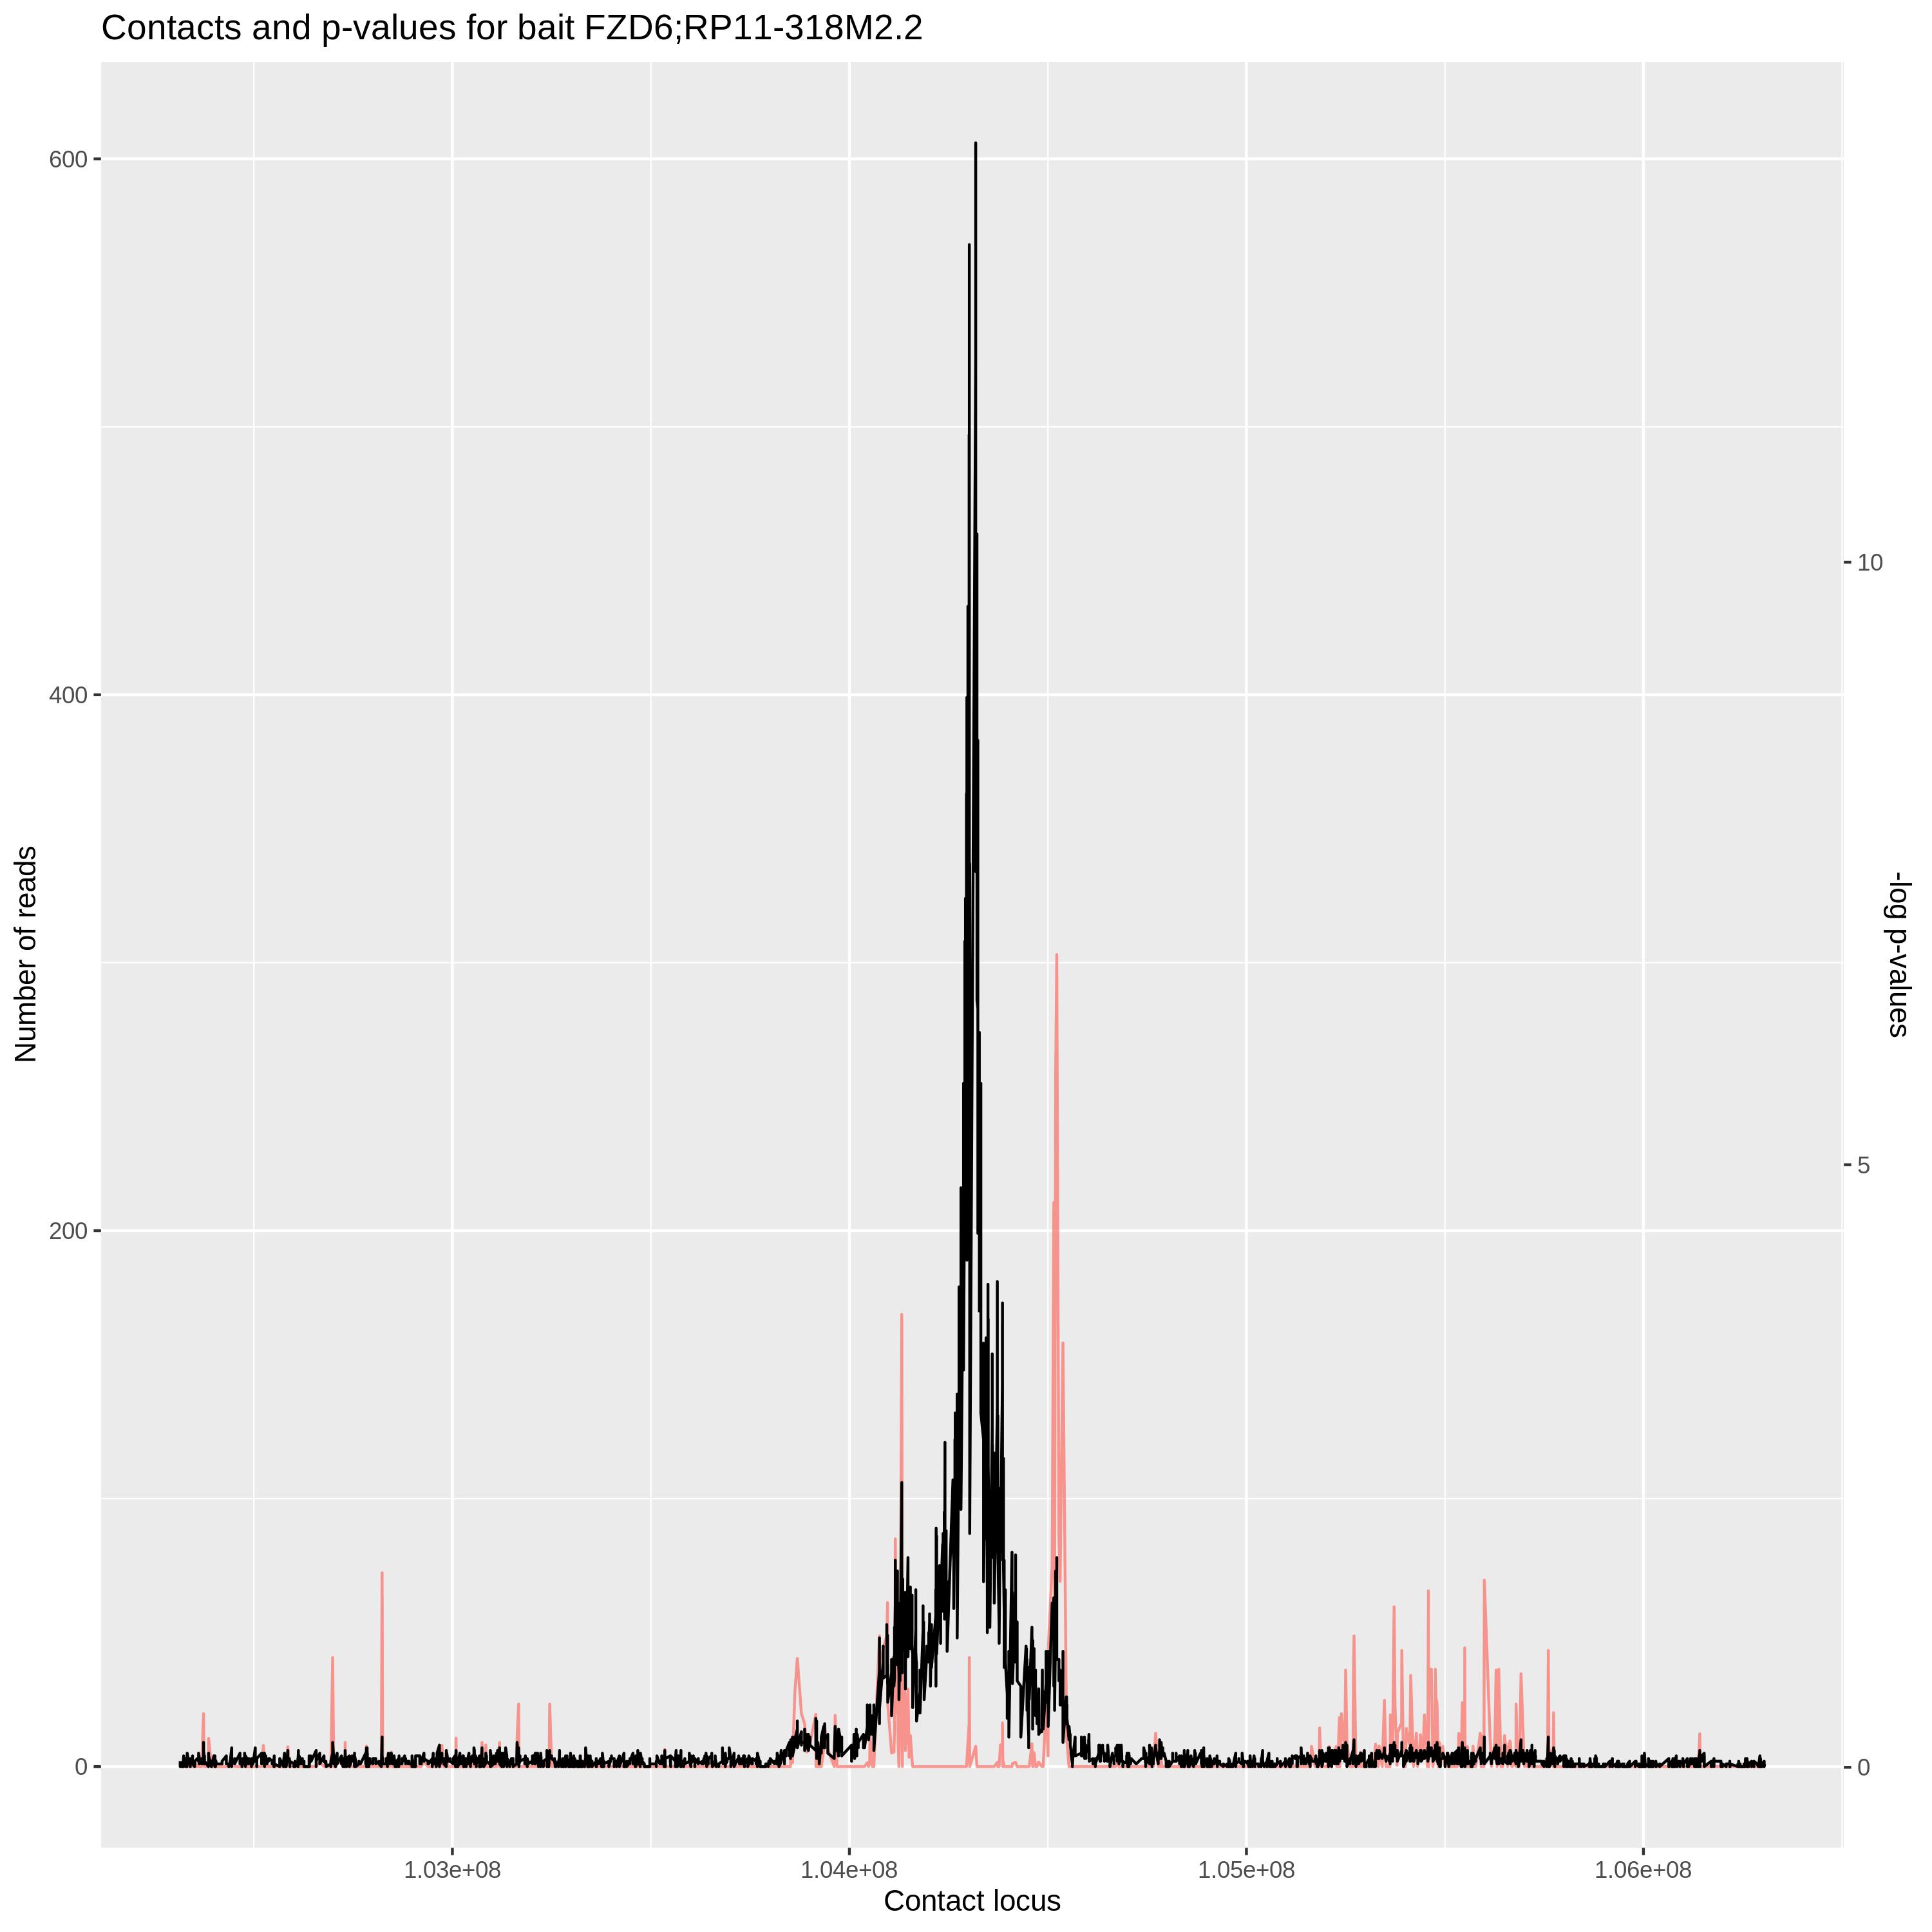 Contacts and p-values for bait FZD6;RP11-318M2.2
600
400
200
0
Number of reads
10
5
0
-log p-values
1.03e+08
1.04e+08
1.05e+08
1.06e+08
Contact locus